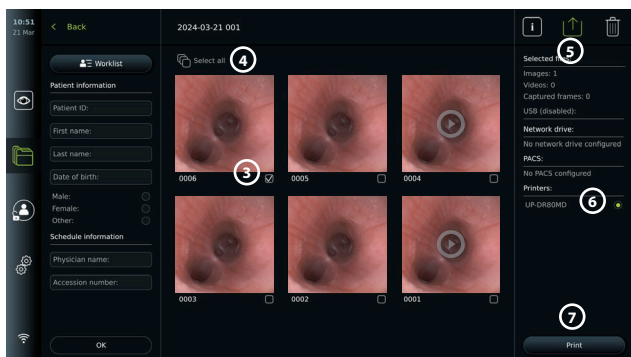 10:51
21 Mar
Back
2024-03-21 001
i
Worklist
Patient information
Patient ID:
First name:
Last name:
Date of birth:
Male:
Female:
Other:
Schedule information
Physician name:
Accession number:
OK
Select all
4
0006
3
0005
0004
0003
0002
0001
5
Images: 1
Videos: 0
Captured frames: 0
USB (disabled):
Network drive:
No network drive configured
PACS:
No PACS configured
Printers:
UP-DR80MD
6
7
Print